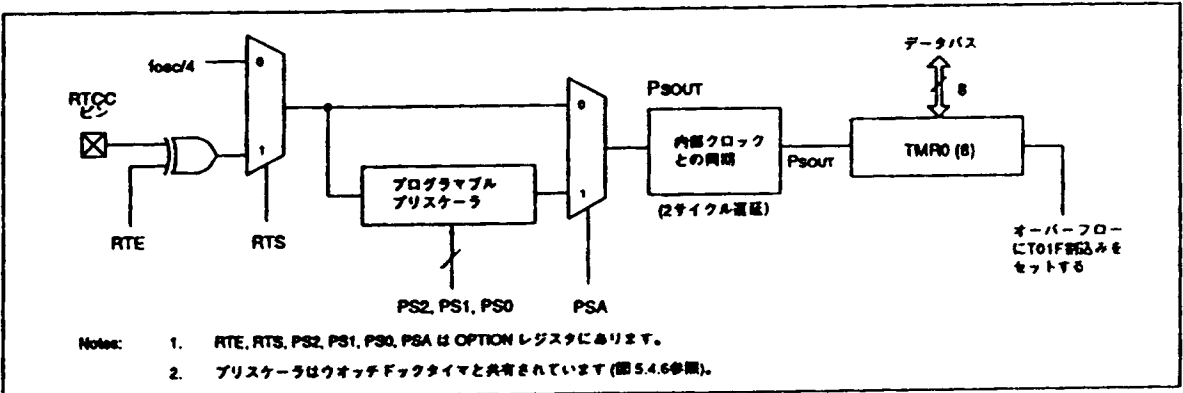 fosc/4
RTCC
ピン
0
1
RTE
RTS
プログラマブル
プリスケーラ
PS2, PS1, PS0
0
1
PSA
PSOUT
内部クロック
との同期
(2サイクル遅延)
PSOUT
データバス
8
TMR0 (8)
オーバーフロー
にT01F割込みを
セットする
Notes:
1. RTE, RTS, PS2, PS1, PS0, PSA は OPTION レジスタにあります。
2. プリスケーラはウオッチドックタイマと共有されています (図 5.4.6参照)。